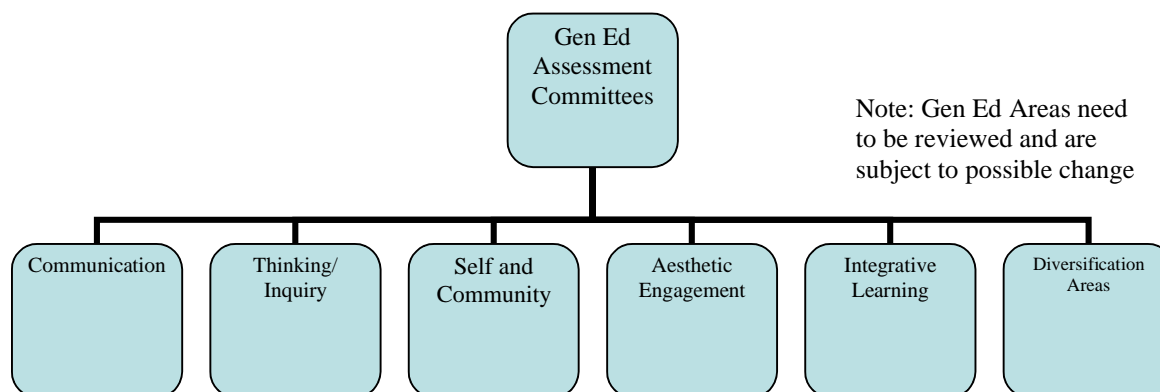 Gen Ed
Assessment
Committees
Note: Gen Ed Areas need
to be reviewed and are
subject to possible change
Communication
Thinking/
Inquiry
Self and
Community
Aesthetic
Engagement
Integrative
Learning
Diversification
Areas